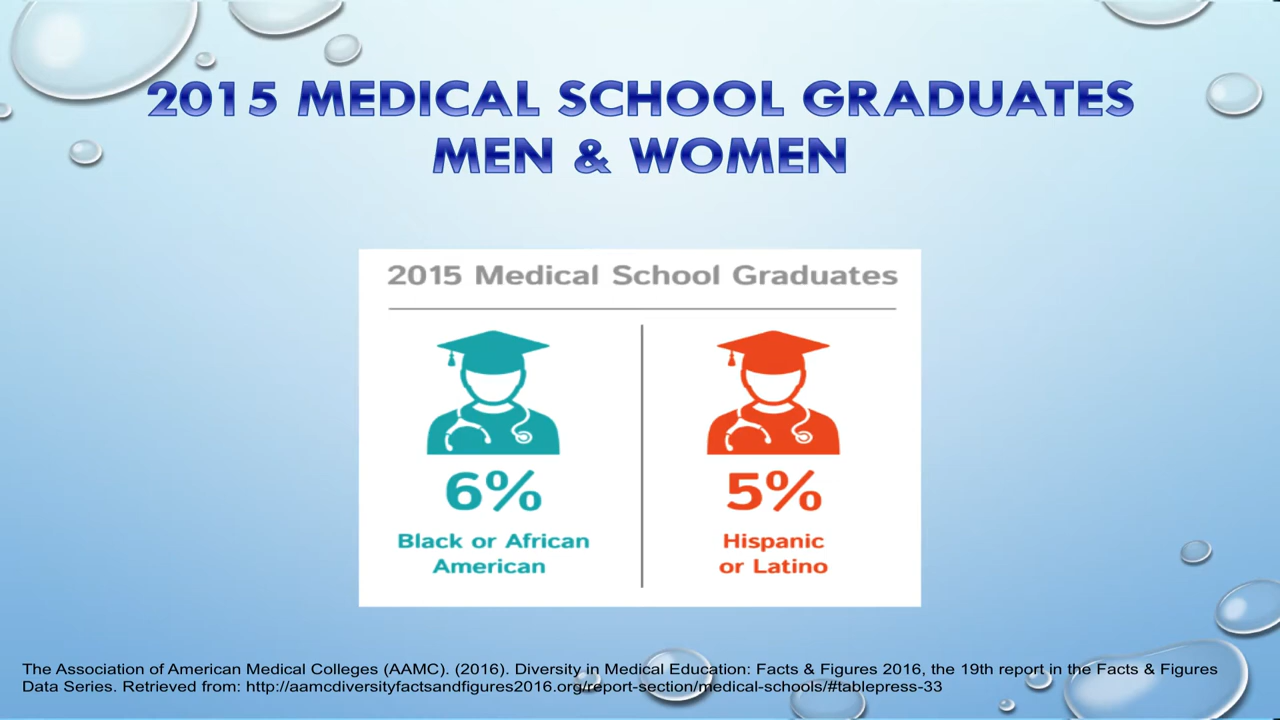 2015 MEDICAL SCHOOL GRADUATES
MEN & WOMEN
2015 Medical School Graduates
6%
Black or African
American
5%
Hispanic
or Latino
The Association of American Medical Colleges (AAMC). (2016). Diversity in Medical Education: Facts & Figures 2016, the 19th report in the Facts & Figures
Data Series. Retrieved from: http://aamcdiversityfactsandfigures2016.org/report-section/medical-schools/#tablepress-33